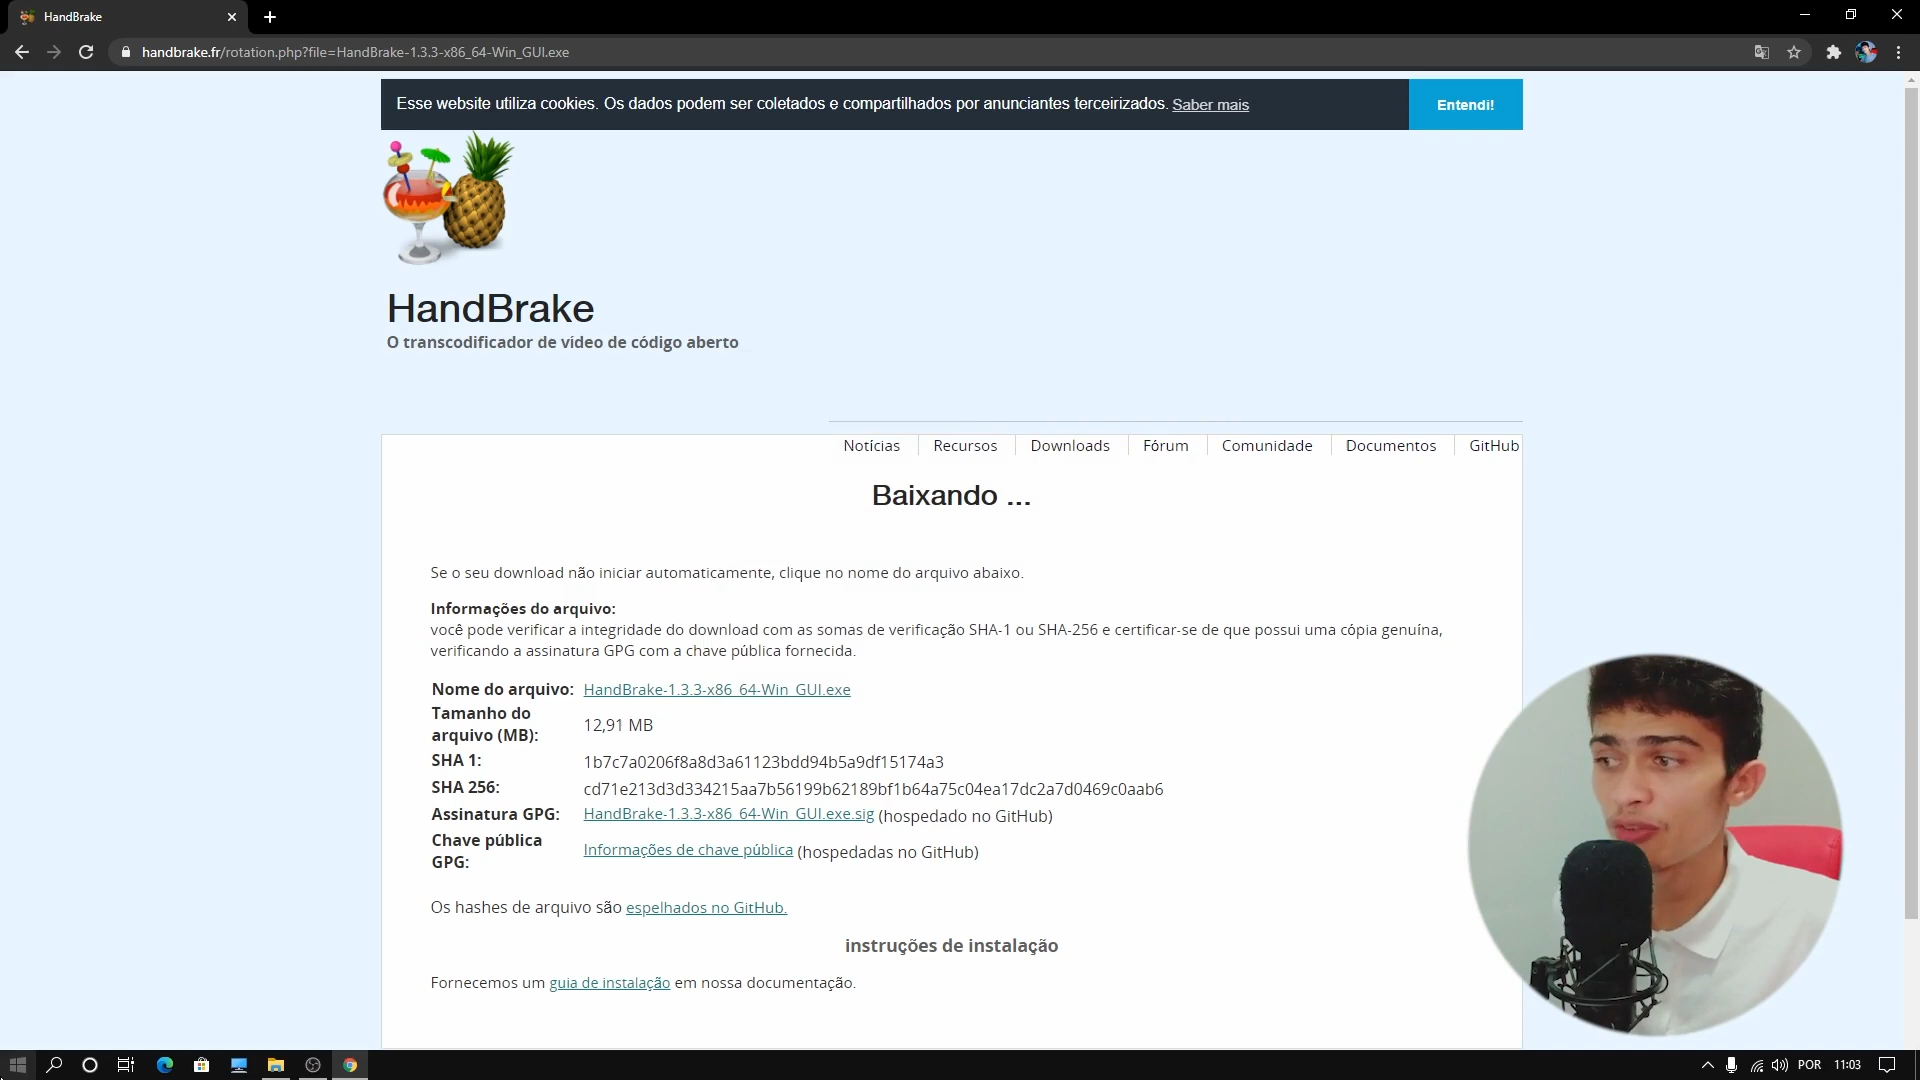 HandBrake
handbrake.fr/rotation.php?file=HandBrake-1.3.3-x86_64-Win_GUI.exe
Esse website utiliza cookies. Os dados podem ser coletados e compartilhados por anunciantes terceirizados. Saber mais
Entendi!
HandBrake
O transcodificador de vídeo de código aberto
Notícias Recursos Downloads Fórum Comunidade Documentos GitHub
Baixando ...
Se o seu download não iniciar automaticamente, clique no nome do arquivo abaixo.
Informações do arquivo:
você pode verificar a integridade do download com as somas de verificação SHA-1 ou SHA-256 e certificar-se de que possui uma cópia genuína,
verificando a assinatura GPG com a chave pública fornecida.
Nome do arquivo: HandBrake-1.3.3-x86_64-Win_GUI.exe
Tamanho do
arquivo (MB): 12,91 MB
SHA 1: 1b7c7a0206f8a8d3a61123bdd94b5a9df15174a3
SHA 256: cd71e213d3d334215aa7b56199b62189bf1b64a75c04ea17dc2a7d0469c0aab6
Assinatura GPG: HandBrake-1.3.3-x86_64-Win_GUI.exe.sig (hospedado no GitHub)
Chave pública
GPG: Informações de chave pública (hospedadas no GitHub)
Os hashes de arquivo são espelhados no GitHub.
instruções de instalação
Fornecemos um guia de instalação em nossa documentação.
POR 11:03